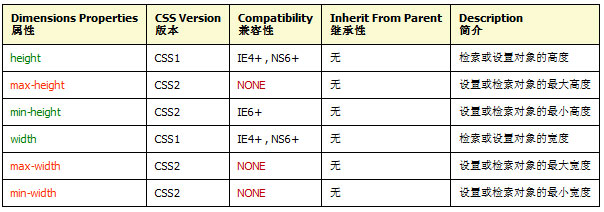 Dimensions Properties CSS Version Compatibility Inherit From Parent Description
属性 版本 兼容性 继承性 简介
height CSS1 IE4+ , NS6+ 无 检索或设置对象的高度
max-height CSS2 NONE 无 设置或检索对象的最大高度
min-height CSS2 IE6+ 无 设置或检索对象的最小高度
width CSS1 IE4+ , NS6+ 无 检索或设置对象的宽度
max-width CSS2 NONE 无 设置或检索对象的最大宽度
min-width CSS2 NONE 无 设置或检索对象的最小宽度